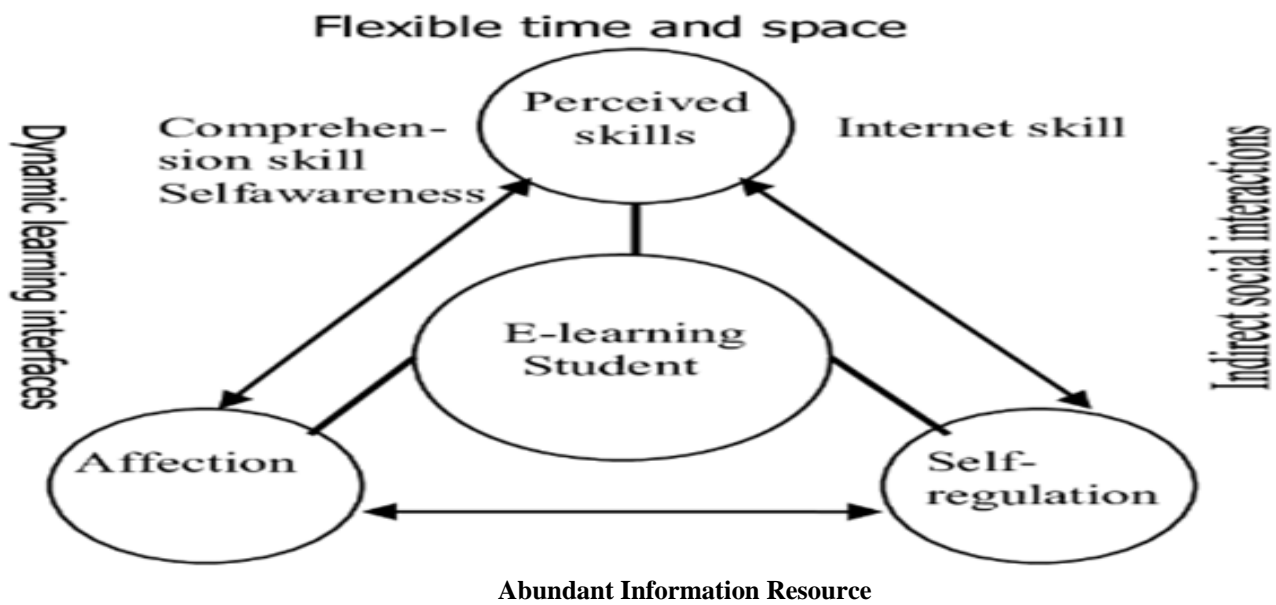 Flexible time and space
Perceived
skills
Comprehen-
sion skill
Selfawareness
Internet skill
Dynamic learning interfaces
Indirect social interactions
E-learning
Student
Affection
Self-
regulation
Abundant Information Resource